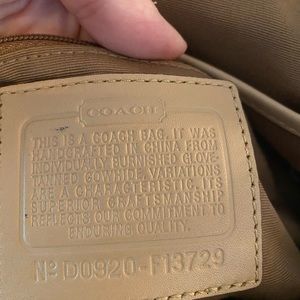 COACH
THIS IS A COACH BAG. IT WAS
HANDCRAFTED IN CHINA FROM
INDIVIDUALLY BURNISHED GLOVE-
TANNED COWHIDE. VARIATIONS
ARE A CHARACTERISTIC. ITS
SUPERIOR CRAFTSMANSHIP
REFLECTS OUR COMMITMENT TO
ENDURING QUALITY.
Nº D0920-F13729